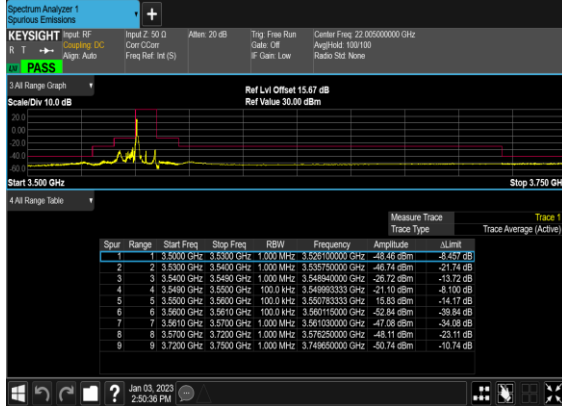 Spectrum Analyzer 1
Spurious Emissions
+
KEYSIGHT
R T
LXI
PASS
Input: RF
Coupling: DC
Align: Auto
Input Z: 50 Ω
Corr CCorr
Freq Ref: Int (S)
Atten: 20 dB
Trig: Free Run
Gate: Off
IF Gain: Low
Center Freq: 22.005000000 GHz
Avg|Hold: 100/100
Radio Std: None
3 All Range Graph
Scale/Div 10.0 dB
Ref Lvl Offset 15.67 dB
Ref Value 30.00 dBm
20.0
0.00
-20.0
-40.0
-60.0
Start 3.500 GHz
Stop 3.750 GH
4 All Range Table
Measure Trace Trace 1
Trace Type Trace Average (Active)
Spur Range Start Freq Stop Freq RBW Frequency Amplitude ΔLimit
1 1 3.5000 GHz 3.5300 GHz 1.000 MHz 3.526100000 GHz -48.46 dBm -8.457 dB
2 2 3.5300 GHz 3.5400 GHz 1.000 MHz 3.535750000 GHz -46.74 dBm -21.74 dB
3 3 3.5400 GHz 3.5490 GHz 1.000 MHz 3.548940000 GHz -26.72 dBm -13.72 dB
4 4 3.5490 GHz 3.5500 GHz 100.0 kHz 3.549993333 GHz -21.10 dBm -8.100 dB
5 5 3.5500 GHz 3.5600 GHz 100.0 kHz 3.550783333 GHz 15.83 dBm -14.17 dB
6 6 3.5600 GHz 3.5610 GHz 100.0 kHz 3.560115000 GHz -52.84 dBm -39.84 dB
7 7 3.5610 GHz 3.5700 GHz 1.000 MHz 3.561030000 GHz -47.08 dBm -34.08 dB
8 8 3.5700 GHz 3.7200 GHz 1.000 MHz 3.576250000 GHz -48.11 dBm -23.11 dB
9 9 3.7200 GHz 3.7500 GHz 1.000 MHz 3.749650000 GHz -50.74 dBm -10.74 dB
?
Jan 03, 2023
2:50:36 PM